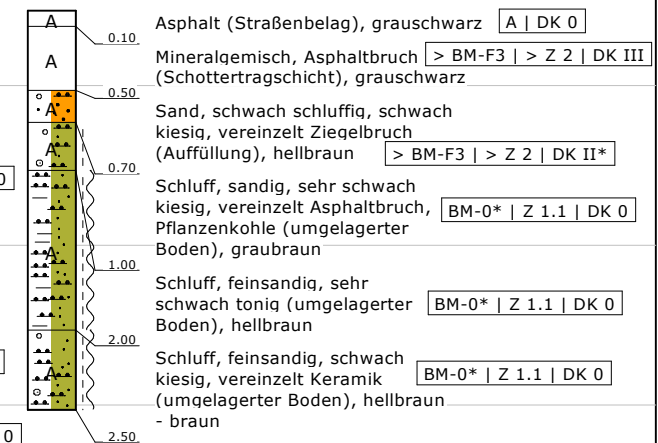 A
Asphalt (Straßenbelag), grauschwarz A | DK 0
0.10
A
Mineralgemisch, Asphaltbruch > BM-F3 | > Z 2 | DK III
(Schottertragschicht), grauschwarz
0.50
A
Sand, schwach schluffig, schwach
kiesig, vereinzelt Ziegelbruch
(Auffüllung), hellbraun > BM-F3 | > Z 2 | DK II*
A
0.70
0
Schluff, sandig, sehr schwach
kiesig, vereinzelt Asphaltbruch, BM-0* | Z 1.1 | DK 0
Pflanzenkohle (umgelagerter
Boden), graubraun
A
1.00
Schluff, feinsandig, sehr
schwach tonig (umgelagerter BM-0* | Z 1.1 | DK 0
Boden), hellbraun
2.00
Schluff, feinsandig, schwach
kiesig, vereinzelt Keramik BM-0* | Z 1.1 | DK 0
A
(umgelagerter Boden), hellbraun
- braun
2.50
0